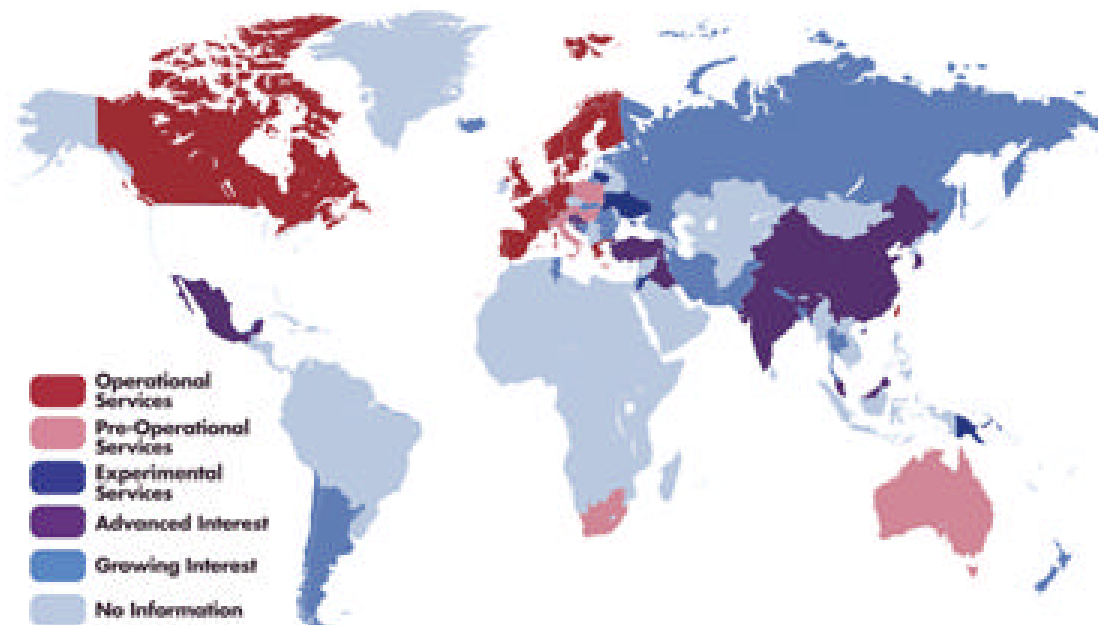 Operational
Services
Pre-Operational
Services
Experimental
Services
Advanced Interest
Growing Interest
No Information